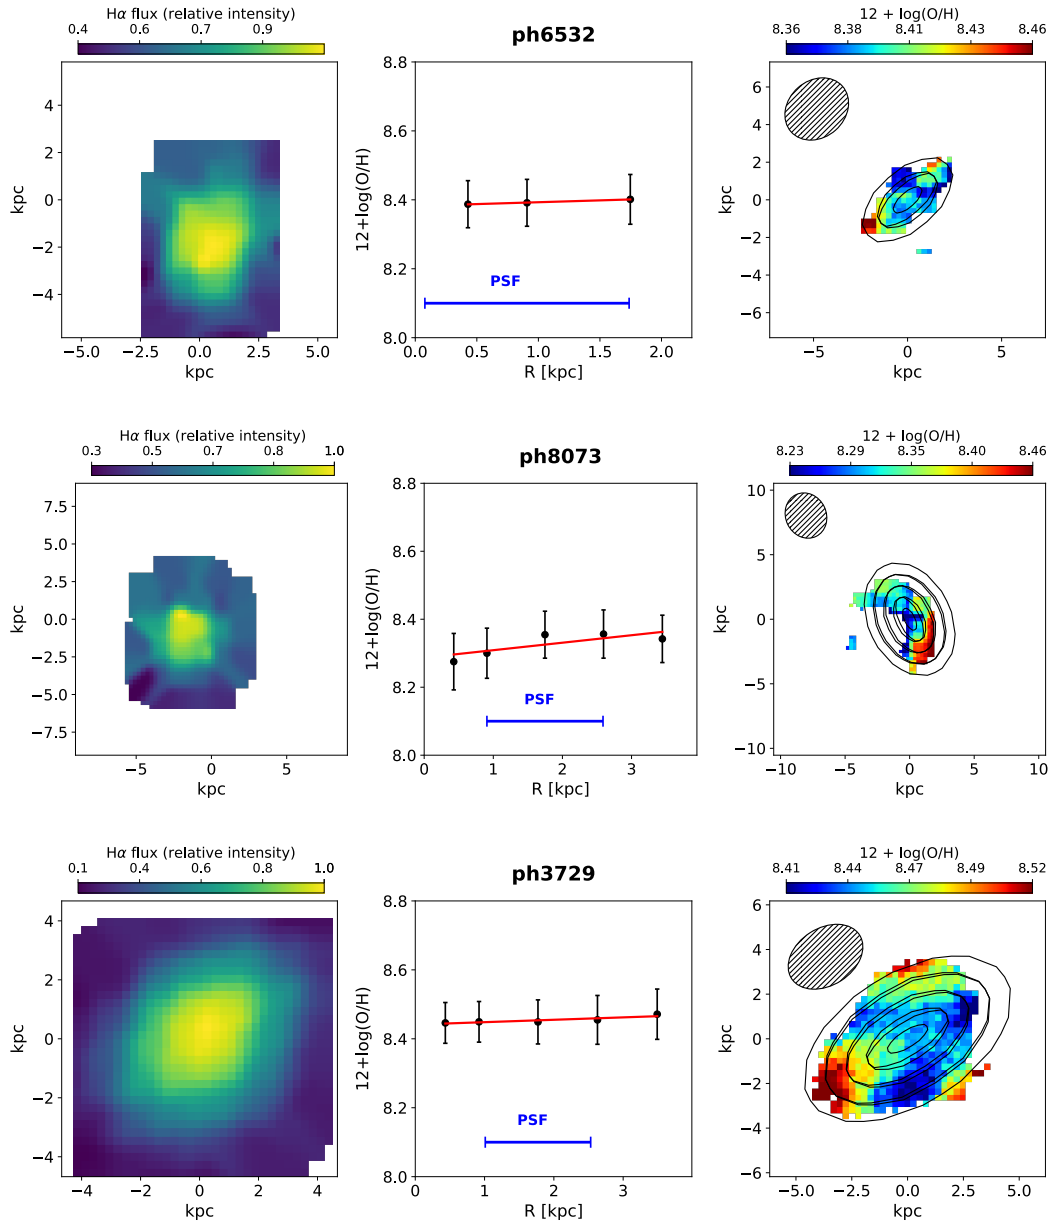 Hα flux (relative intensity)
0.4 0.6 0.7 0.9
ph6532
12 + log(O/H)
8.36 8.38 8.41 8.43 8.46
kpc
4
2
0
−2
−4
−5.0 −2.5 0.0 2.5 5.0
kpc
12+log(O/H)
8.8
8.6
8.4
8.2
8.0
PSF
0.0 0.5 1.0 1.5 2.0
R [kpc]
kpc
6
4
2
0
−2
−4
−6
−5 0 5
kpc
Hα flux (relative intensity)
0.3 0.5 0.7 0.8 1.0
ph8073
12 + log(O/H)
8.23 8.29 8.35 8.40 8.46
kpc
7.5
5.0
2.5
0.0
−2.5
−5.0
−7.5
−5 0 5
kpc
12+log(O/H)
8.8
8.6
8.4
8.2
8.0
PSF
0 1 2 3
R [kpc]
kpc
10
5
0
−5
−10
−10 −5 0 5 10
kpc
Hα flux (relative intensity)
0.1 0.4 0.6 0.8 1.0
ph3729
12 + log(O/H)
8.41 8.44 8.47 8.49 8.52
kpc
4
2
0
−2
−4
−4 −2 0 2 4
kpc
12+log(O/H)
8.8
8.6
8.4
8.2
8.0
PSF
0 1 2 3
R [kpc]
kpc
6
4
2
0
−2
−4
−6
−5.0 −2.5 0.0 2.5 5.0
kpc